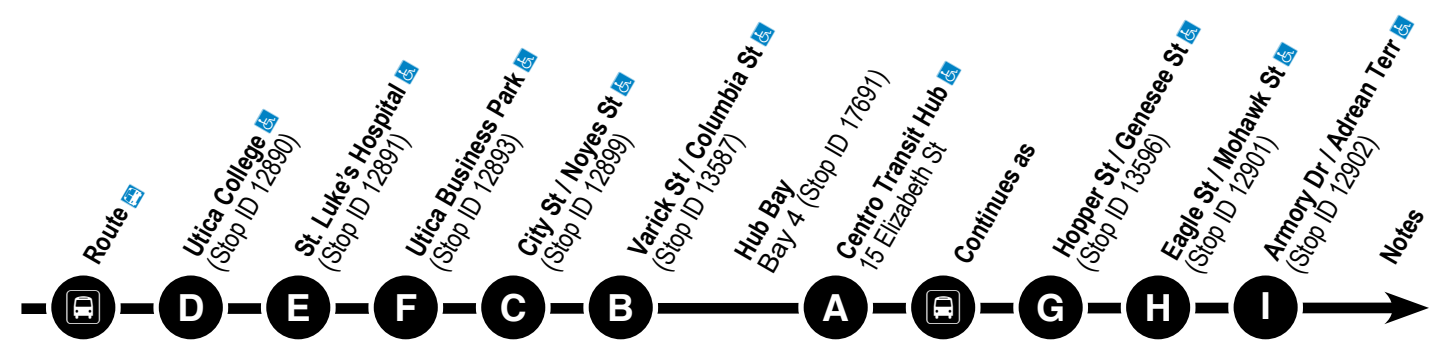 Route
Utica College
(Stop ID 12890)
St. Luke's Hospital
(Stop ID 12891)
Utica Business Park
(Stop ID 12893)
City St / Noyes St
(Stop ID 12899)
Varick St / Columbia St
(Stop ID 13587)
Hub Bay
Bay 4 (Stop ID 17691)
Centro Transit Hub
15 Elizabeth St
Continues as
Hopper St / Genesee St
(Stop ID 13596)
Eagle St / Mohawk St
(Stop ID 12901)
Armory Dr / Adrean Terr
(Stop ID 12902)
Notes
D E F C B A G H I